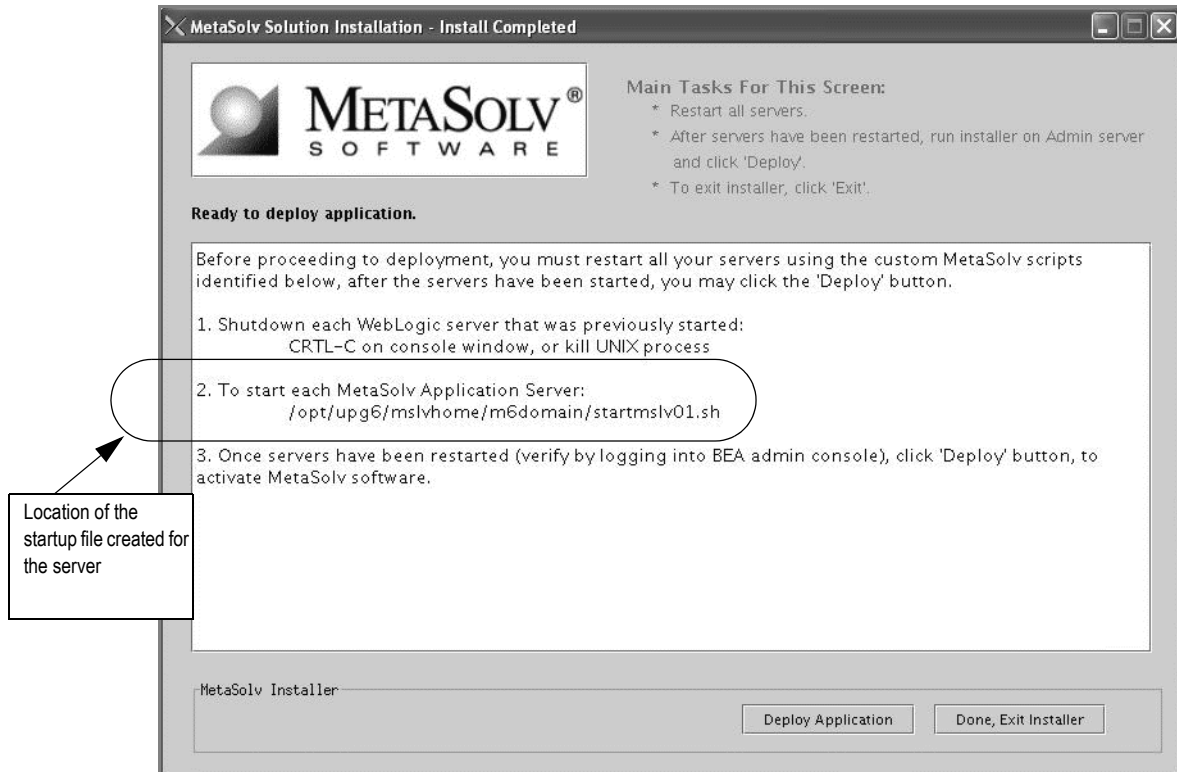 MetaSolv Solution Installation - Install Completed
METASOLV®
SOFTWARE
Main Tasks For This Screen:
* Restart all servers.
* After servers have been restarted, run installer on Admin server
and click 'Deploy'.
* To exit installer, click 'Exit'.
Ready to deploy application.
Before proceeding to deployment, you must restart all your servers using the custom MetaSolv scripts
identified below, after the servers have been started, you may click the 'Deploy' button.
1. Shutdown each WebLogic server that was previously started:
CRTL-C on console window, or kill UNIX process
2. To start each MetaSolv Application Server:
/opt/upg6/mslvhome/m6domain/startmslv01.sh
3. Once servers have been restarted (verify by logging into BEA admin console), click 'Deploy' button, to
activate MetaSolv software.
Location of the
startup file created for
the server
MetaSolv Installer
Deploy Application
Done, Exit Installer